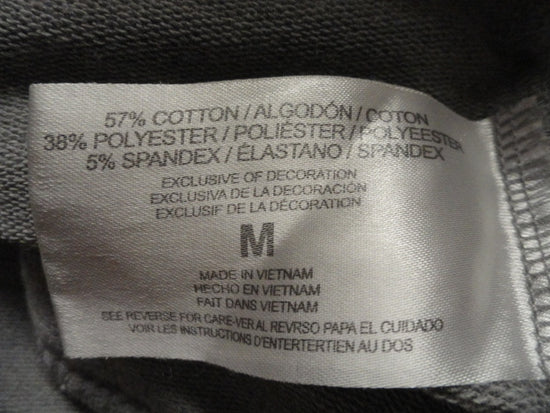 57% COTTON / ALGODÓN / COTON
38% POLYESTER / POLIÉSTER / POLYEESTER
5% SPANDEX / ÉLASTANO / SPANDEX
EXCLUSIVE OF DECORATION
EXCLUSIVA DE LA DECORACIÓN
EXCLUSIF DE LA DÉCORATION
M
MADE IN VIETNAM
HECHO EN VIETNAM
FAIT DANS VIETNAM
SEE REVERSE FOR CARE-VER AL REVRSO PAPA EL CUIDADO
VOIR LES INSTRUCTIONS D'ENTERTERTIEN AU DOS